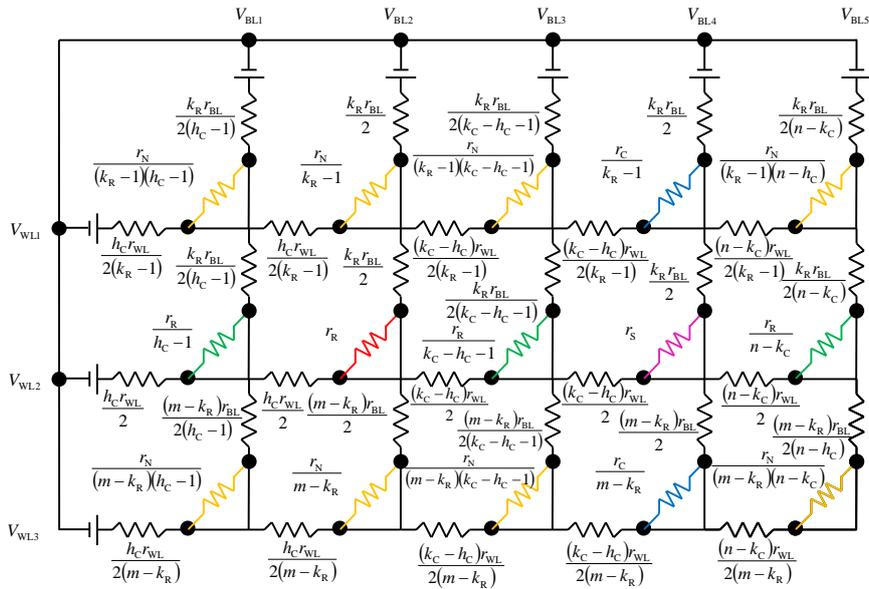 V_BL1 V_BL2 V_BL3 V_BL4 V_BL5
k_R r_BL / 2(h_C − 1) k_R r_BL / 2 k_R r_BL / 2(k_C − h_C − 1) k_R r_BL / 2 k_R r_BL / 2(n − k_C)
r_N / (k_R − 1)(h_C − 1) r_N / k_R − 1 r_N / (k_R − 1)(k_C − h_C − 1) r_C / k_R − 1 r_N / (k_R − 1)(n − h_C)
V_WL1
h_C r_WL / 2(k_R − 1) h_C r_WL / 2(k_R − 1) (k_C − h_C) r_WL / 2(k_R − 1) (k_C − h_C) r_WL / 2(k_R − 1) (n − k_C) r_WL / 2(k_R − 1)
k_R r_BL / 2(h_C − 1) k_R r_BL / 2 k_R r_BL / 2(k_C − h_C − 1) k_R r_BL / 2 k_R r_BL / 2(n − k_C)
r_R / h_C − 1 r_R r_R / k_C − h_C − 1 r_S r_R / n − k_C
V_WL2
h_C r_WL / 2 h_C r_WL / 2 (k_C − h_C) r_WL / 2 (k_C − h_C) r_WL / 2 (n − k_C) r_WL / 2
(m − k_R) r_BL / 2(h_C − 1) (m − k_R) r_BL / 2 (m − k_R) r_BL / 2(k_C − h_C − 1) (m − k_R) r_BL / 2 (m − k_R) r_BL / 2(n − h_C)
r_N / (m − k_R)(h_C − 1) r_N / m − k_R r_N / (m − k_R)(k_C − h_C − 1) r_C / m − k_R r_N / (m − k_R)(n − k_C)
V_WL3
h_C r_WL / 2(m − k_R) h_C r_WL / 2(m − k_R) (k_C − h_C) r_WL / 2(m − k_R) (k_C − h_C) r_WL / 2(m − k_R) (n − k_C) r_WL / 2(m − k_R)